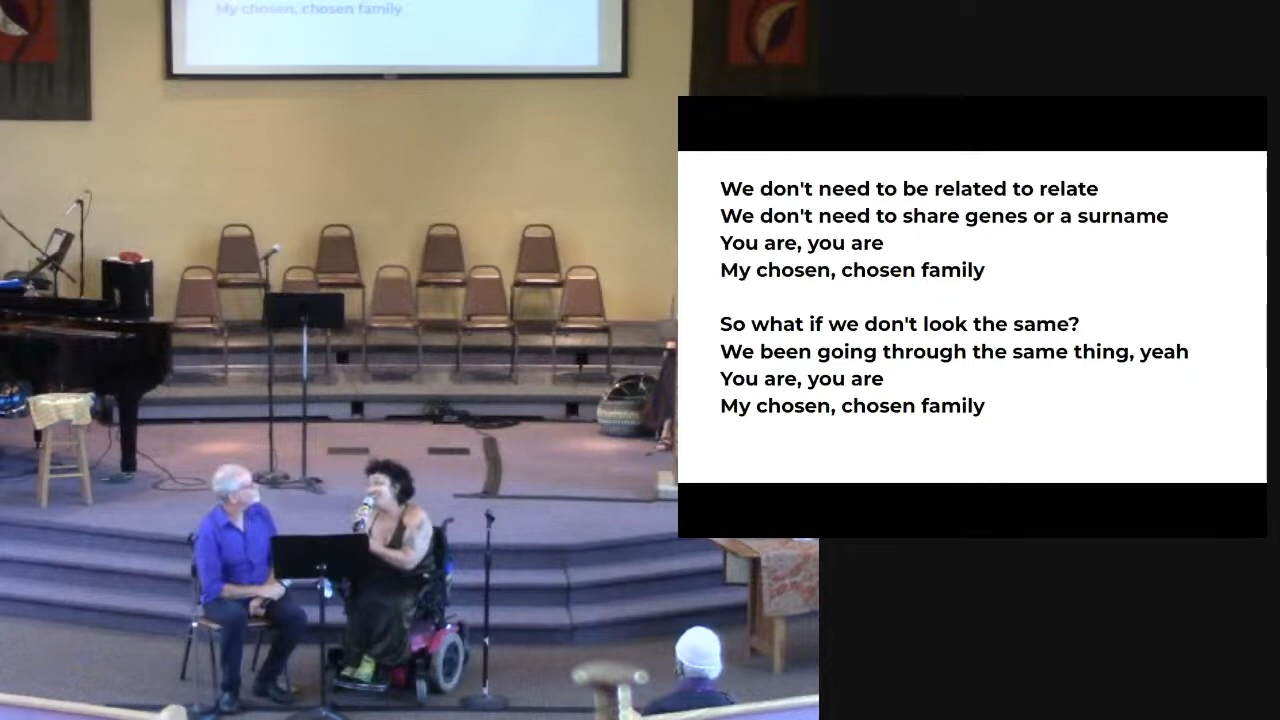 My chosen, chosen family
We don't need to be related to relate
We don't need to share genes or a surname
You are, you are
My chosen, chosen family
So what if we don't look the same?
We been going through the same thing, yeah
You are, you are
My chosen, chosen family